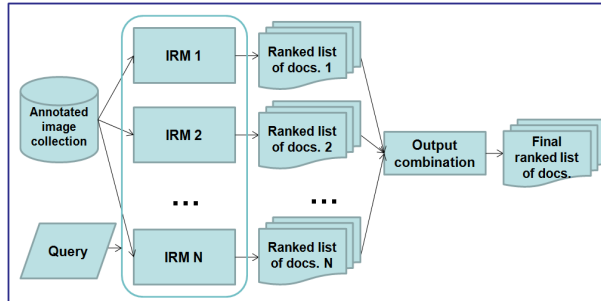 Annotated
image
collection
Query
IRM 1
IRM 2
...
IRM N
Ranked list
of docs. 1
Ranked list
of docs. 2
...
Ranked list
of docs. N
Output
combination
Final
ranked list
of docs.